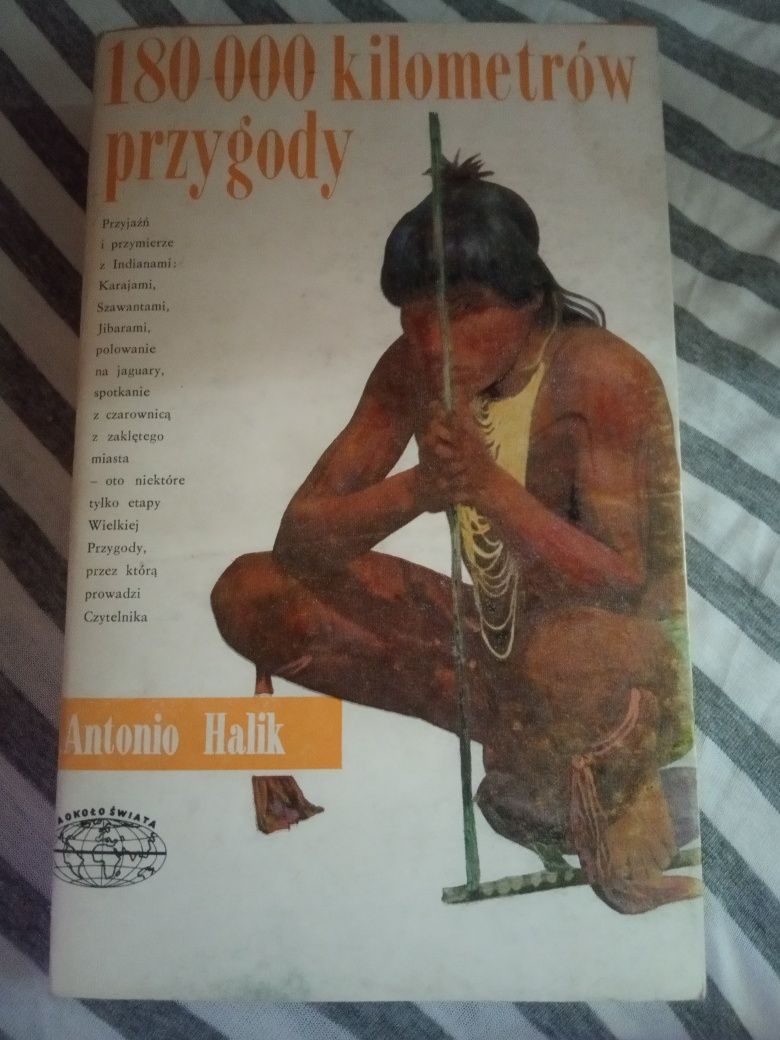 180 000 kilometrów
przygody
Przyjaźń
i przymierze
z Indianami:
Karajami,
Szawantami,
Jibarami,
polowanie
na jaguary,
spotkanie
z czarownicą
z zaklętego
miasta
– oto niektóre
tylko etapy
Wielkiej
Przygody,
przez którą
prowadzi
Czytelnika
Antonio Halik
AOKOŁO ŚWIATA